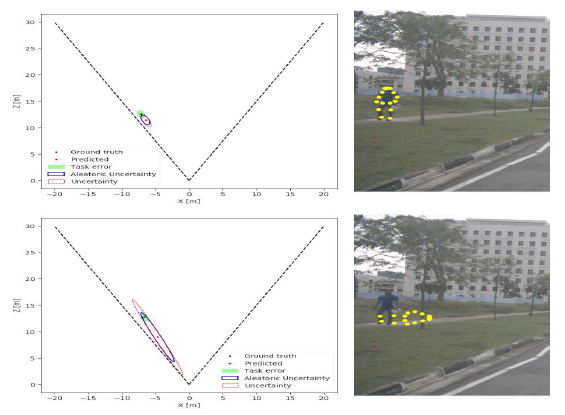 30
25
20
15
10
5
0
Z[m]
Ground truth
Predicted
Task error
Aleatoric Uncertainty
Uncertainty
−20 −15 −10 −5 0 5 10 15 20
X [m]
30
25
20
15
10
5
0
Z[m]
Ground truth
Predicted
Task error
Aleatoric Uncertainty
Uncertainty
−20 −15 −10 −5 0 5 10 15 20
X [m]